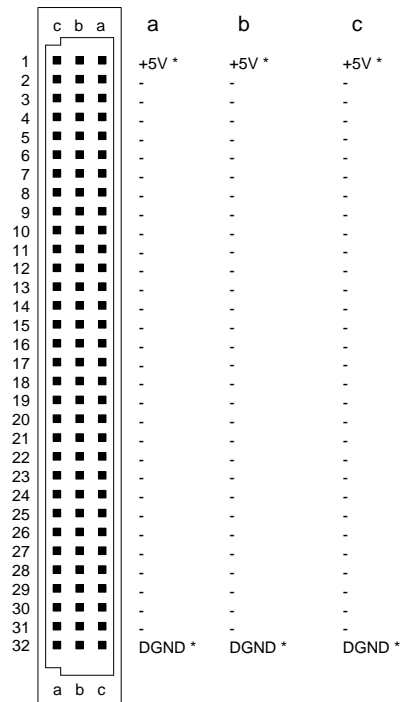 c b a a b c
1 +5V * +5V * +5V *
2 - - -
3 - - -
4 - - -
5 - - -
6 - - -
7 - - -
8 - - -
9 - - -
10 - - -
11 - - -
12 - - -
13 - - -
14 - - -
15 - - -
16 - - -
17 - - -
18 - - -
19 - - -
20 - - -
21 - - -
22 - - -
23 - - -
24 - - -
25 - - -
26 - - -
27 - - -
28 - - -
29 - - -
30 - - -
31 - - -
32 DGND * DGND * DGND *
a b c